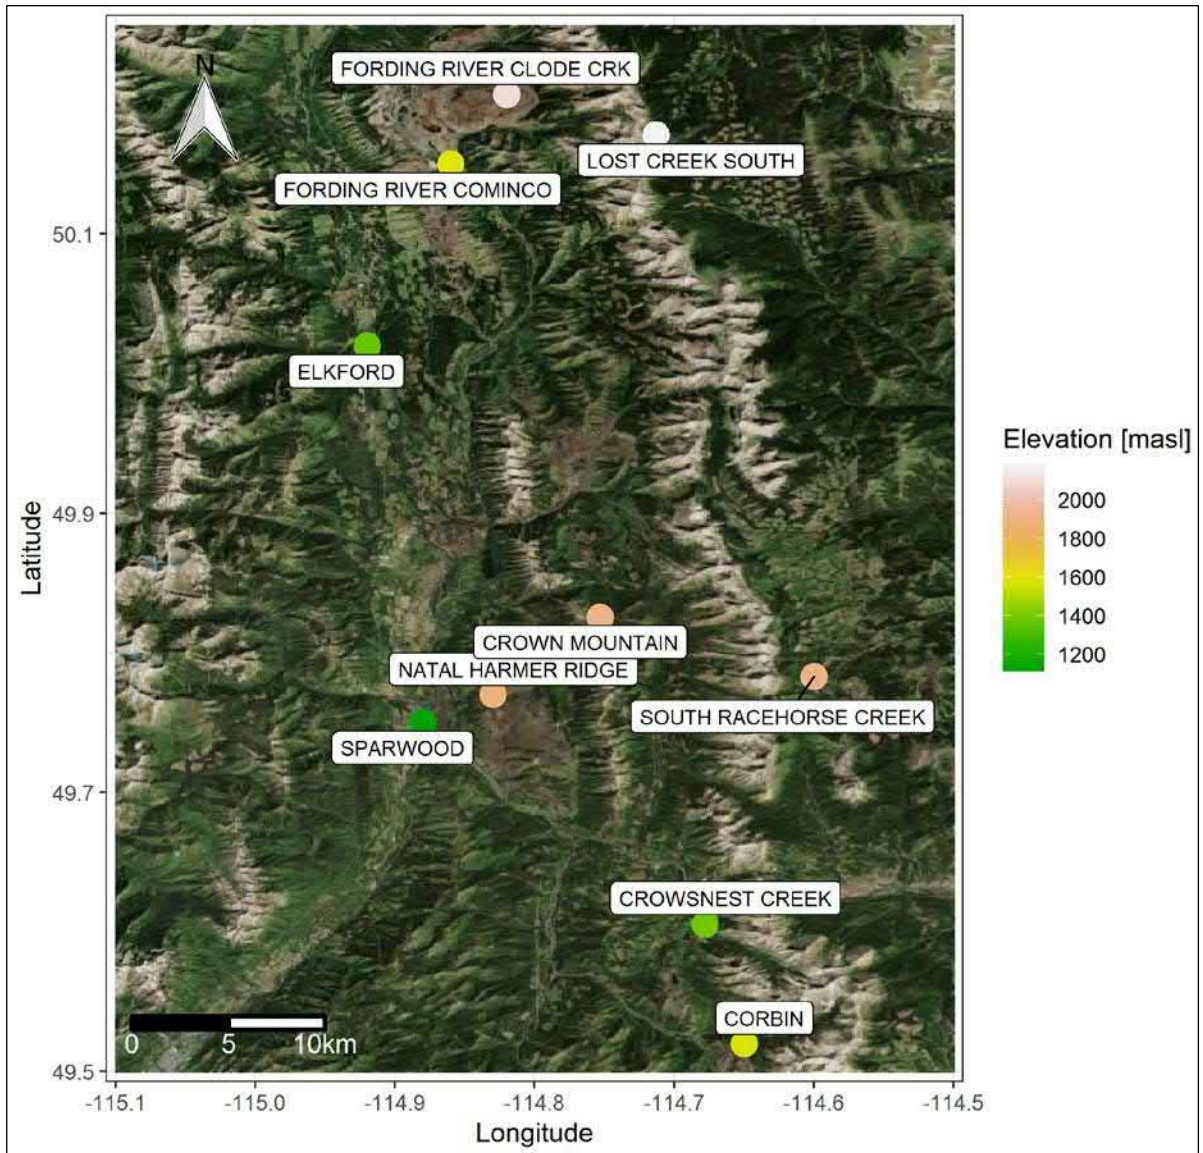 N
FORDING RIVER CLODE CRK
LOST CREEK SOUTH
FORDING RIVER COMINCO
50.1
ELKFORD
Elevation [masl]
2000
1800
1600
1400
1200
49.9
Latitude
CROWN MOUNTAIN
NATAL HARMER RIDGE
SOUTH RACEHORSE CREEK
SPARWOOD
49.7
CROWSNEST CREEK
CORBIN
0 5 10km
49.5
-115.1 -115.0 -114.9 -114.8 -114.7 -114.6 -114.5
Longitude